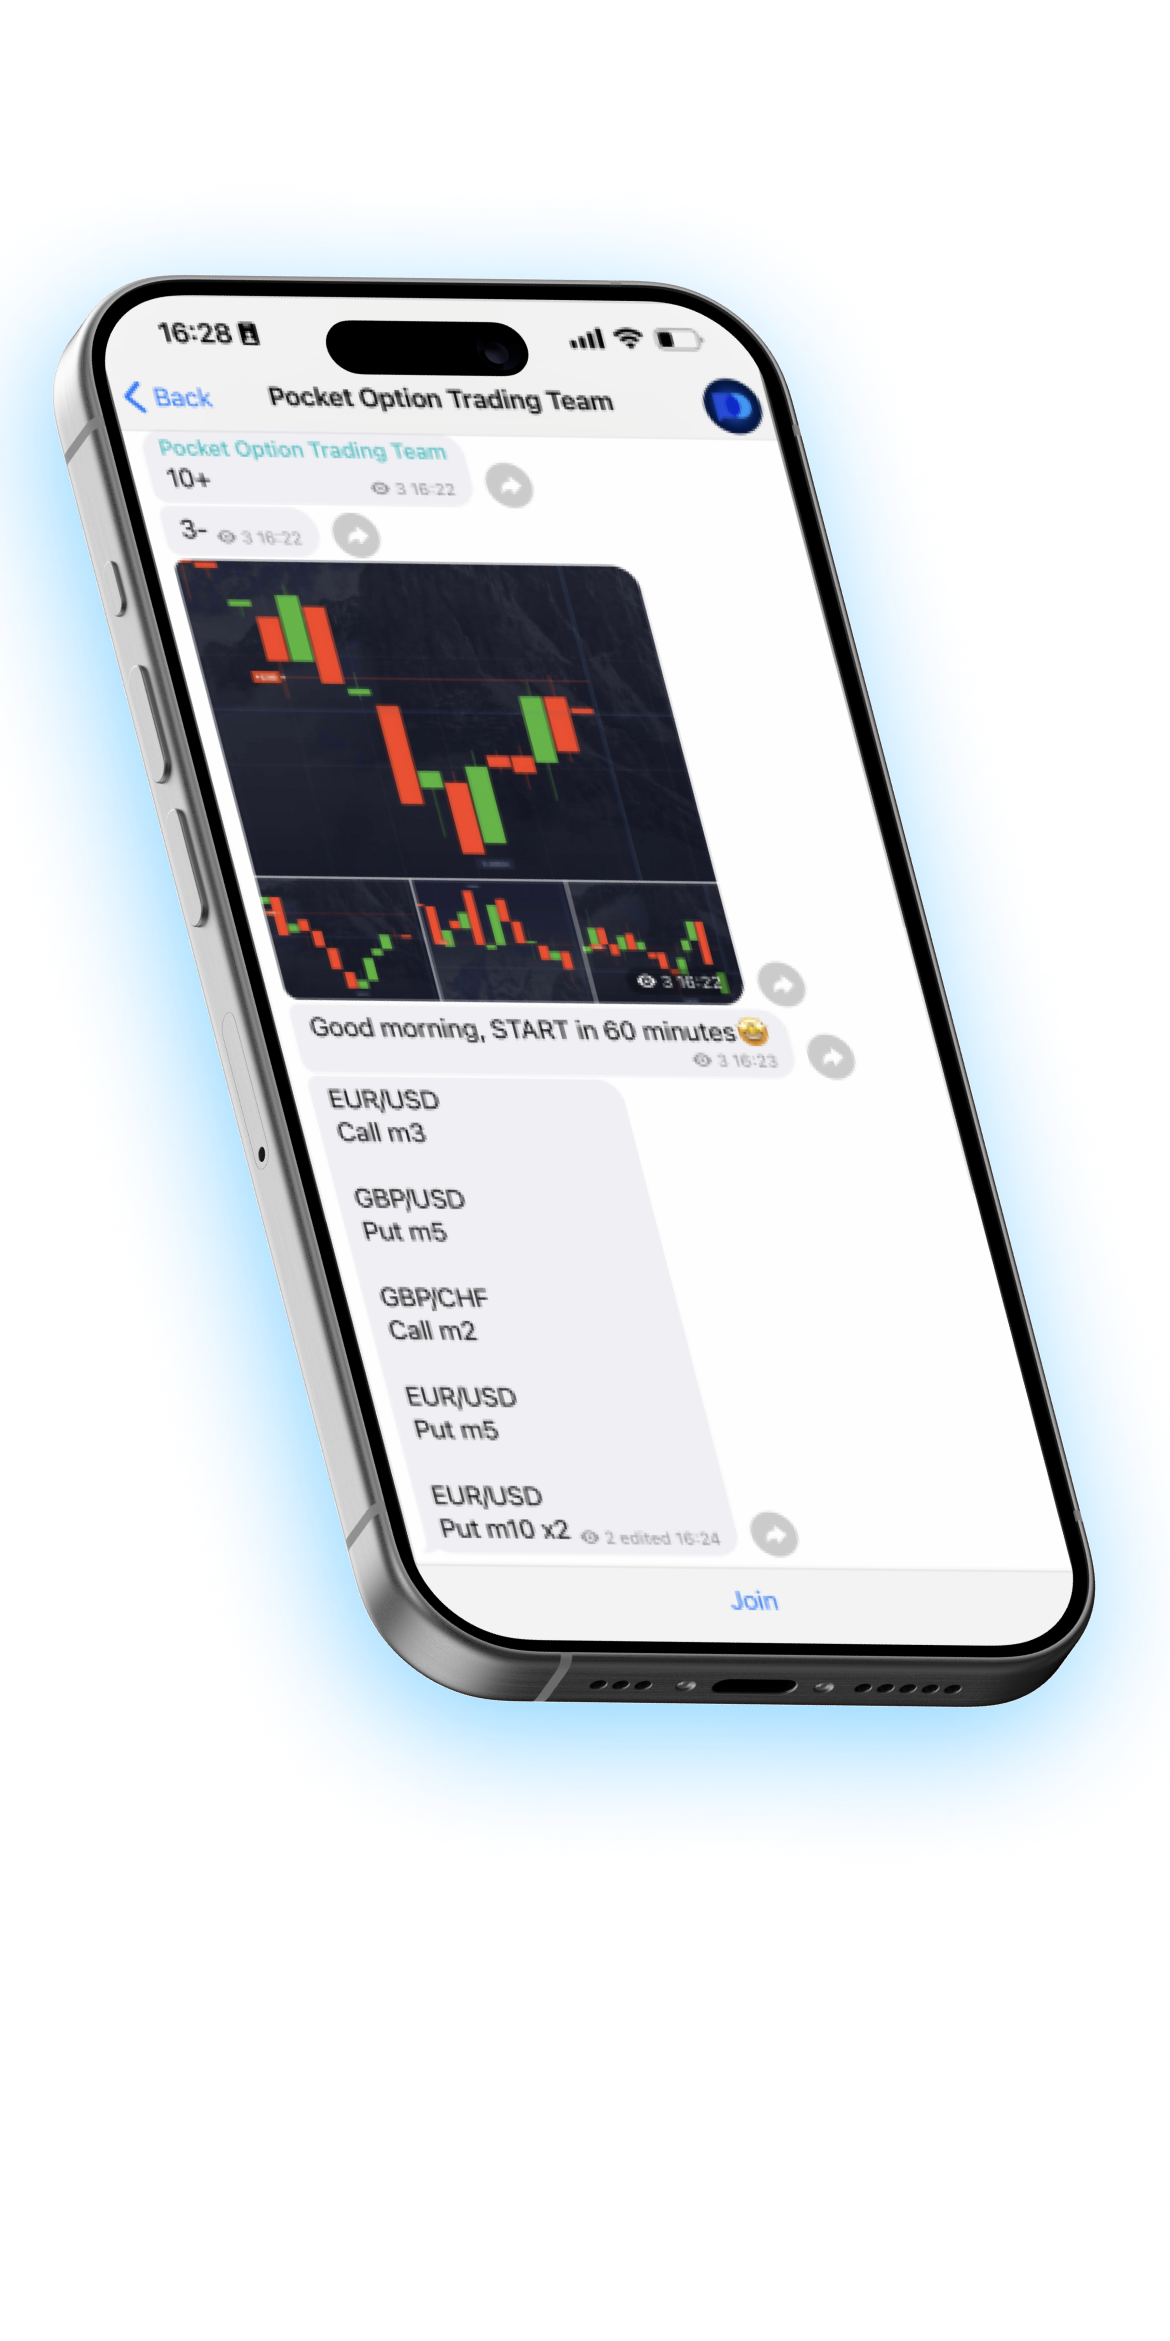 16:28
Back
Pocket Option Trading Team
Pocket Option Trading Team
10+
3 16:22
3- 3 16:22
3 16:22
Good morning, START in 60 minutes🤩
3 16:23
EUR/USD
Call m3
GBP/USD
Put m5
GBP/CHF
Call m2
EUR/USD
Put m5
EUR/USD
Put m10 x2 2 edited 16:24
Join